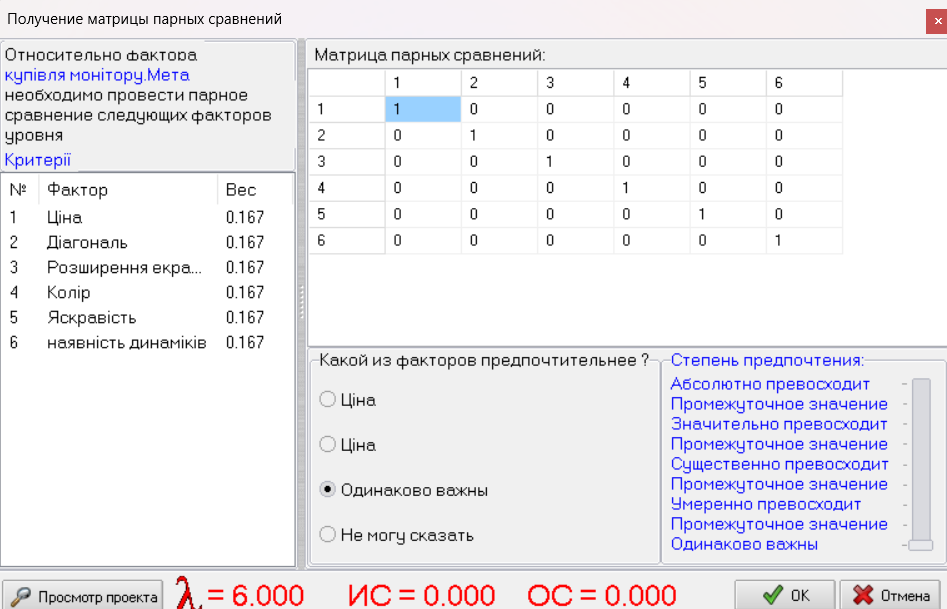 Получение матрицы парных сравнений
Относительно фактора
купівля монітору.Мета
необходимо провести парное
сравнение следующих факторов
уровня
Критерії
№ Фактор Вес
1 Ціна 0.167
2 Діагональ 0.167
3 Розширення екра... 0.167
4 Колір 0.167
5 Яскравість 0.167
6 наявність динаміків 0.167
Матрица парных сравнений:
1 2 3 4 5 6
1 1 0 0 0 0 0
2 0 1 0 0 0 0
3 0 0 1 0 0 0
4 0 0 0 1 0 0
5 0 0 0 0 1 0
6 0 0 0 0 0 1
Какой из факторов предпочтительнее ?
Ціна
Ціна
Одинаково важны
Не могу сказать
Степень предпочтения:
Абсолютно превосходит
Промежуточное значение
Значительно превосходит
Промежуточное значение
Существенно превосходит
Промежуточное значение
Умеренно превосходит
Промежуточное значение
Одинаково важны
Просмотр проекта
λ = 6.000 ИС = 0.000 ОС = 0.000
OK
Отмена